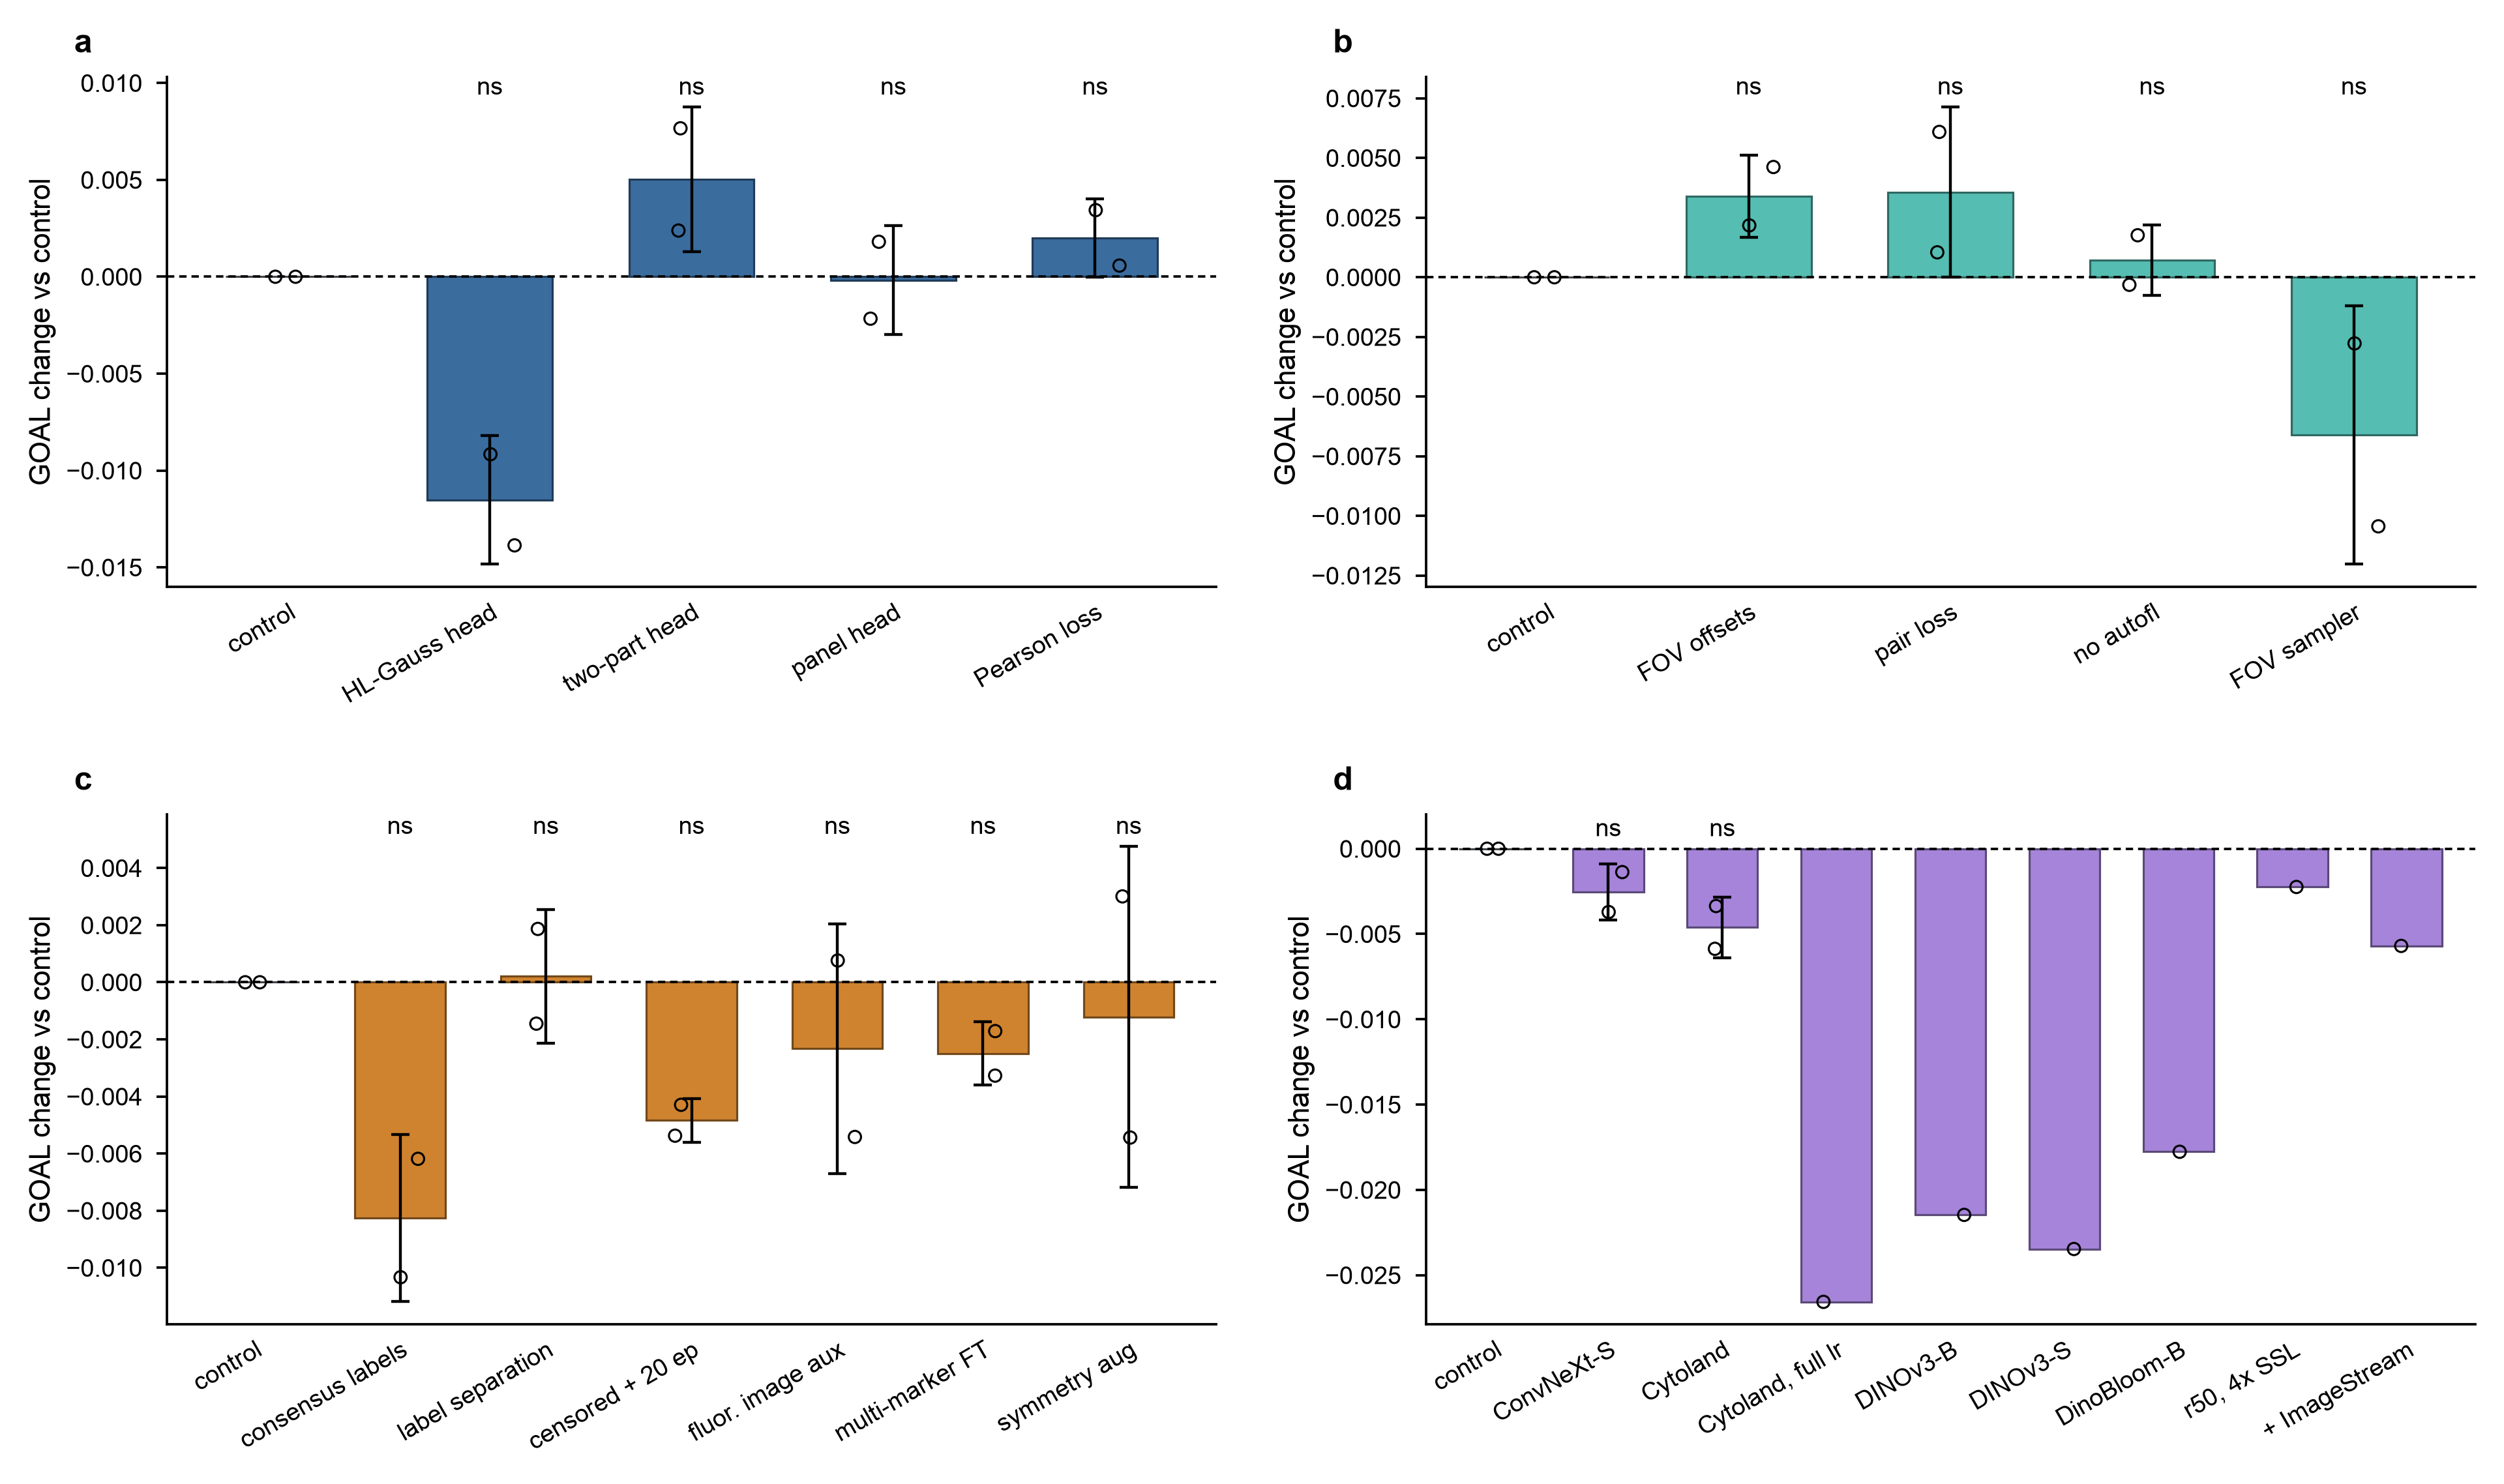 a
GOAL change vs control
0.010
0.005
0.000
−0.005
−0.010
−0.015
ns
ns
ns
ns
control
HL-Gauss head
two-part head
panel head
Pearson loss
b
GOAL change vs control
0.0075
0.0050
0.0025
0.0000
−0.0025
−0.0050
−0.0075
−0.0100
−0.0125
ns
ns
ns
ns
control
FOV offsets
pair loss
no autofl
FOV sampler
c
GOAL change vs control
0.004
0.002
0.000
−0.002
−0.004
−0.006
−0.008
−0.010
ns
ns
ns
ns
ns
ns
control
consensus labels
label separation
censored + 20 ep
fluor. image aux
multi-marker FT
symmetry aug
d
GOAL change vs control
0.000
−0.005
−0.010
−0.015
−0.020
−0.025
ns
ns
control
ConvNeXt-S
Cytoland
Cytoland, full lr
DINOv3-B
DINOv3-S
DinoBloom-B
r50, 4x SSL
+ ImageStream